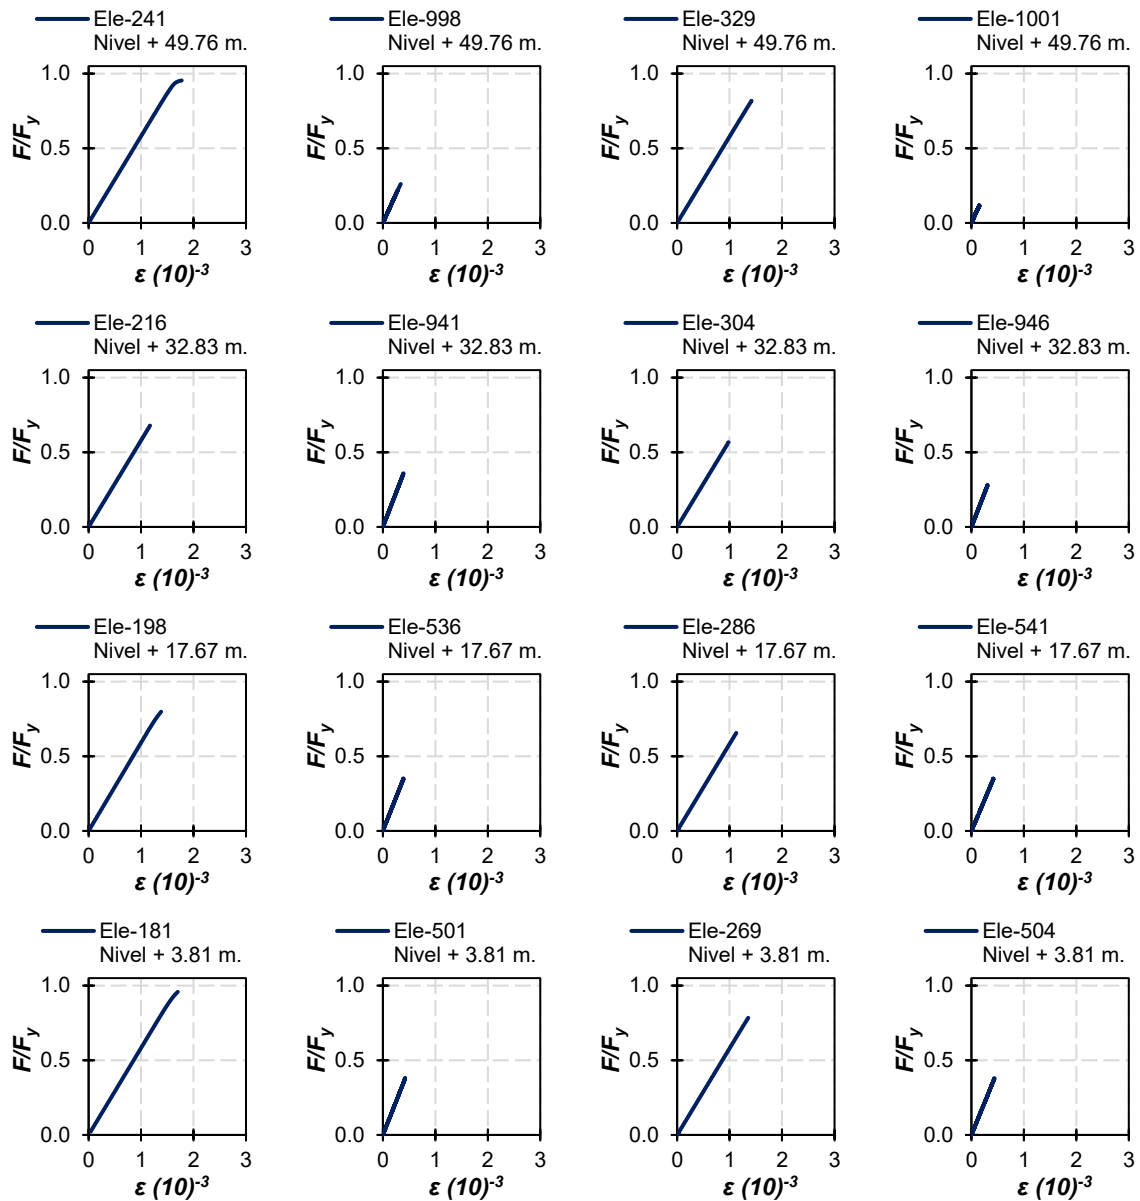 Ele-241
Nivel + 49.76 m.
1.0
0.5
0.0
F/Fy
0 1 2 3
ε (10)-3
Ele-998
Nivel + 49.76 m.
1.0
0.5
0.0
F/Fy
0 1 2 3
ε (10)-3
Ele-329
Nivel + 49.76 m.
1.0
0.5
0.0
F/Fy
0 1 2 3
ε (10)-3
Ele-1001
Nivel + 49.76 m.
1.0
0.5
0.0
F/Fy
0 1 2 3
ε (10)-3
Ele-216
Nivel + 32.83 m.
1.0
0.5
0.0
F/Fy
0 1 2 3
ε (10)-3
Ele-941
Nivel + 32.83 m.
1.0
0.5
0.0
F/Fy
0 1 2 3
ε (10)-3
Ele-304
Nivel + 32.83 m.
1.0
0.5
0.0
F/Fy
0 1 2 3
ε (10)-3
Ele-946
Nivel + 32.83 m.
1.0
0.5
0.0
F/Fy
0 1 2 3
ε (10)-3
Ele-198
Nivel + 17.67 m.
1.0
0.5
0.0
F/Fy
0 1 2 3
ε (10)-3
Ele-536
Nivel + 17.67 m.
1.0
0.5
0.0
F/Fy
0 1 2 3
ε (10)-3
Ele-286
Nivel + 17.67 m.
1.0
0.5
0.0
F/Fy
0 1 2 3
ε (10)-3
Ele-541
Nivel + 17.67 m.
1.0
0.5
0.0
F/Fy
0 1 2 3
ε (10)-3
Ele-181
Nivel + 3.81 m.
1.0
0.5
0.0
F/Fy
0 1 2 3
ε (10)-3
Ele-501
Nivel + 3.81 m.
1.0
0.5
0.0
F/Fy
0 1 2 3
ε (10)-3
Ele-269
Nivel + 3.81 m.
1.0
0.5
0.0
F/Fy
0 1 2 3
ε (10)-3
Ele-504
Nivel + 3.81 m.
1.0
0.5
0.0
F/Fy
0 1 2 3
ε (10)-3